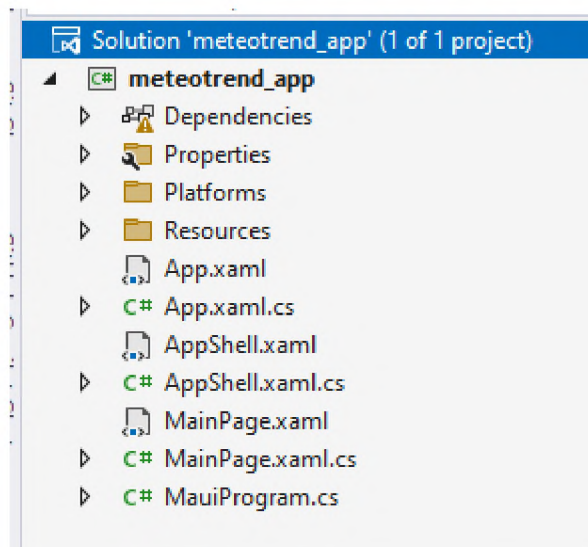 Solution 'meteotrend_app' (1 of 1 project)
C# meteotrend_app
Dependencies
Properties
Platforms
Resources
App.xaml
C# App.xaml.cs
AppShell.xaml
C# AppShell.xaml.cs
MainPage.xaml
C# MainPage.xaml.cs
C# MauiProgram.cs